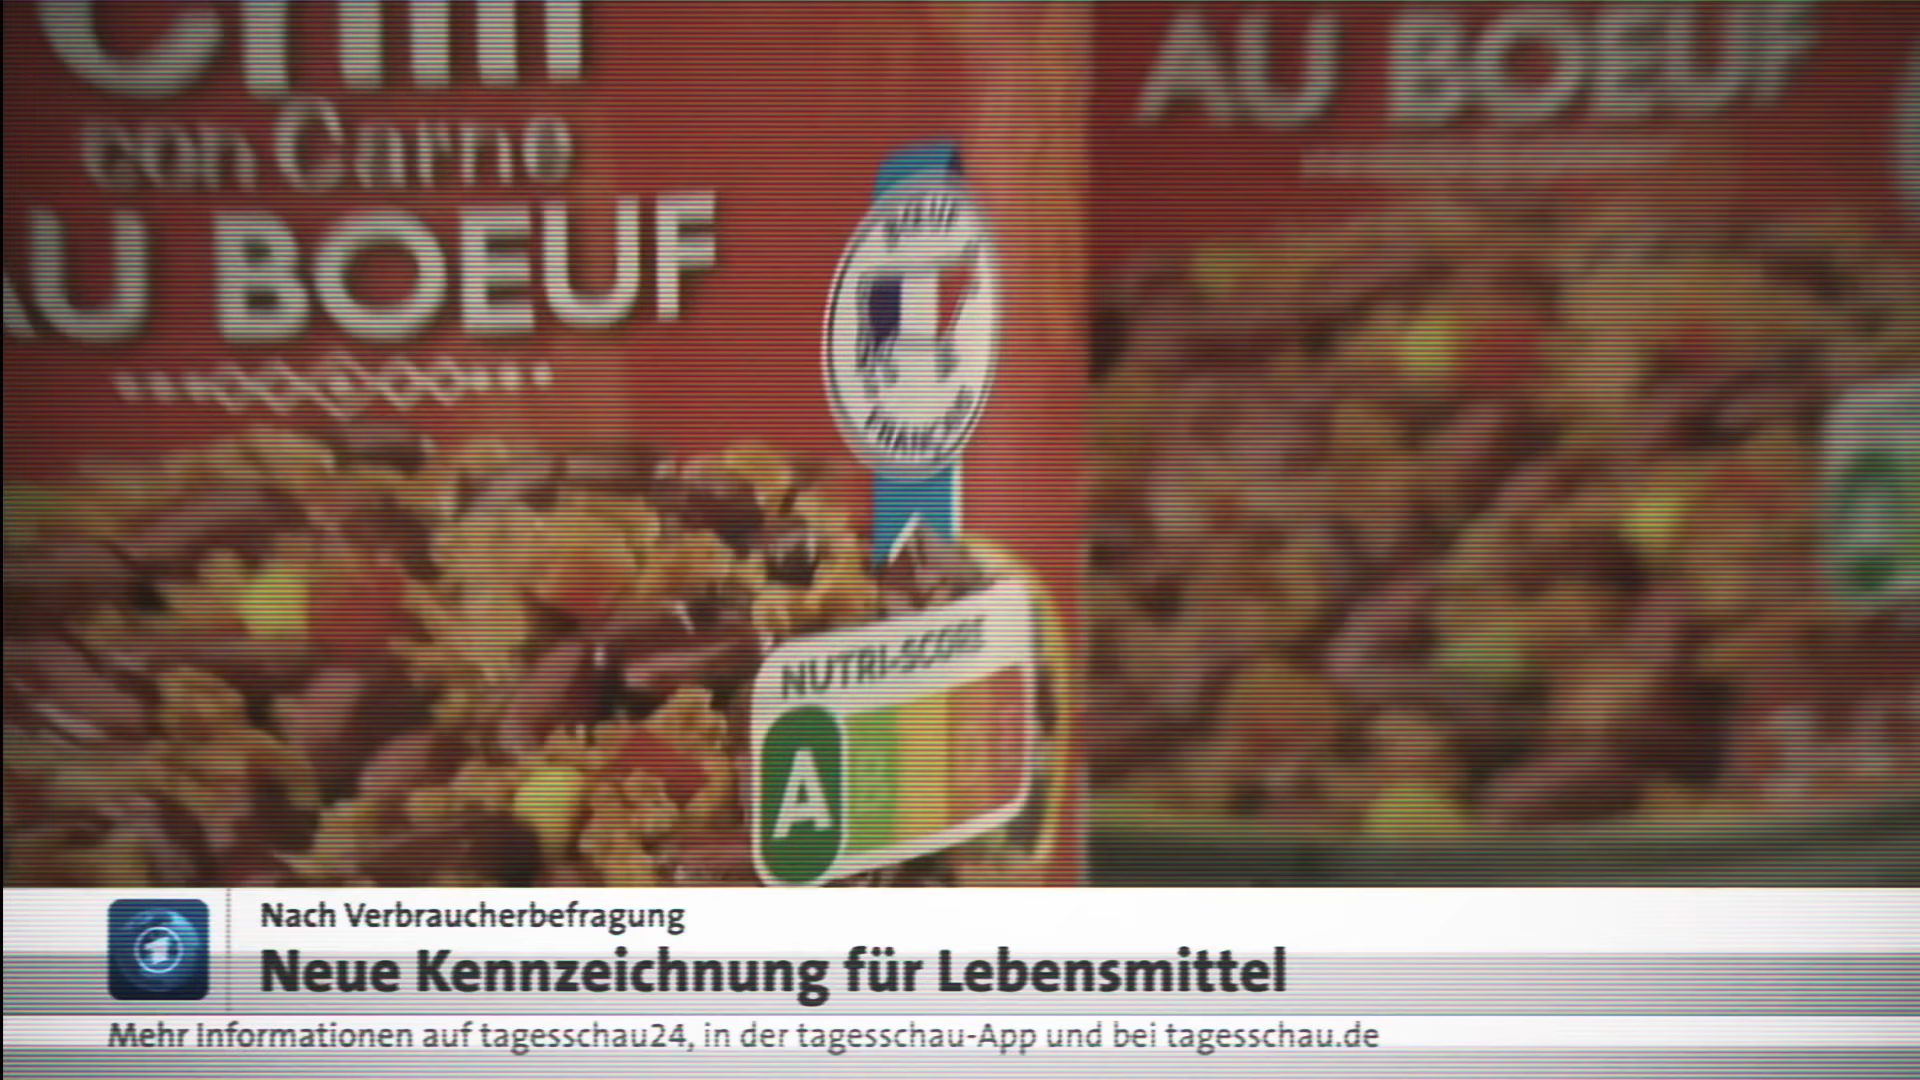 con Carne
AU BOEUF
AU BOEUF
NUTRI-SCORE
A
Nach Verbraucherbefragung
Neue Kennzeichnung für Lebensmittel
Mehr Informationen auf tagesschau24, in der tagesschau-App und bei tagesschau.de